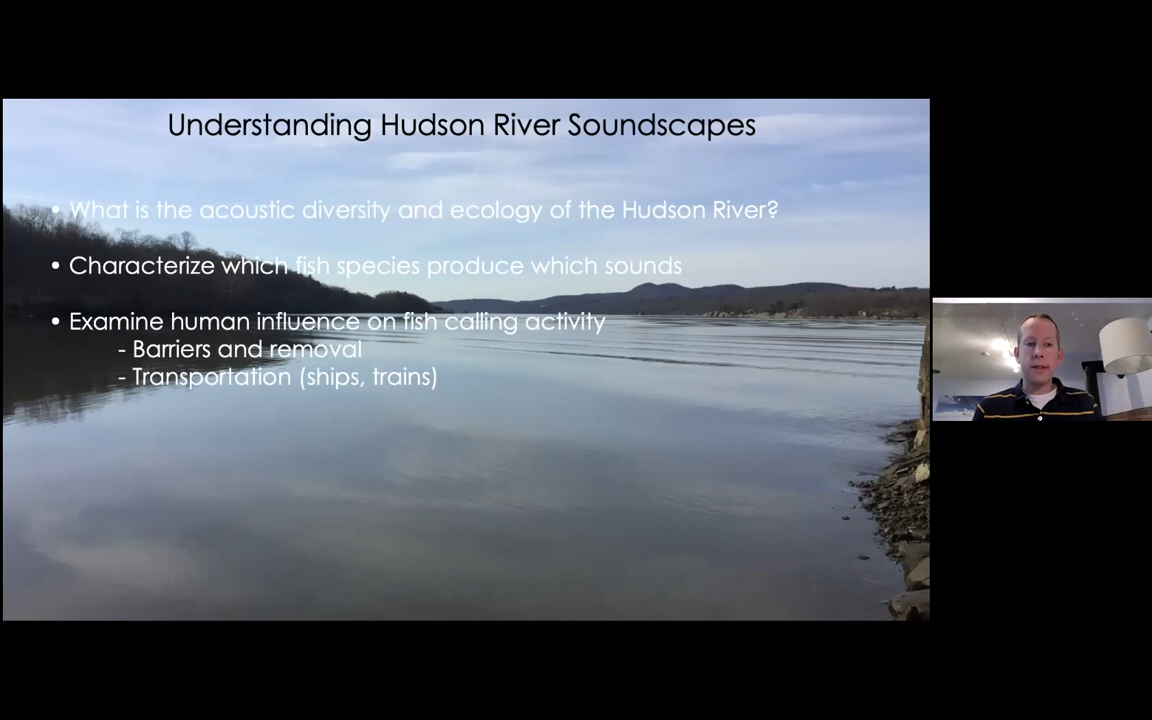 Understanding Hudson River Soundscapes
• What is the acoustic diversity and ecology of the Hudson River?
• Characterize which fish species produce which sounds
• Examine human influence on fish calling activity
- Barriers and removal
- Transportation (ships, trains)